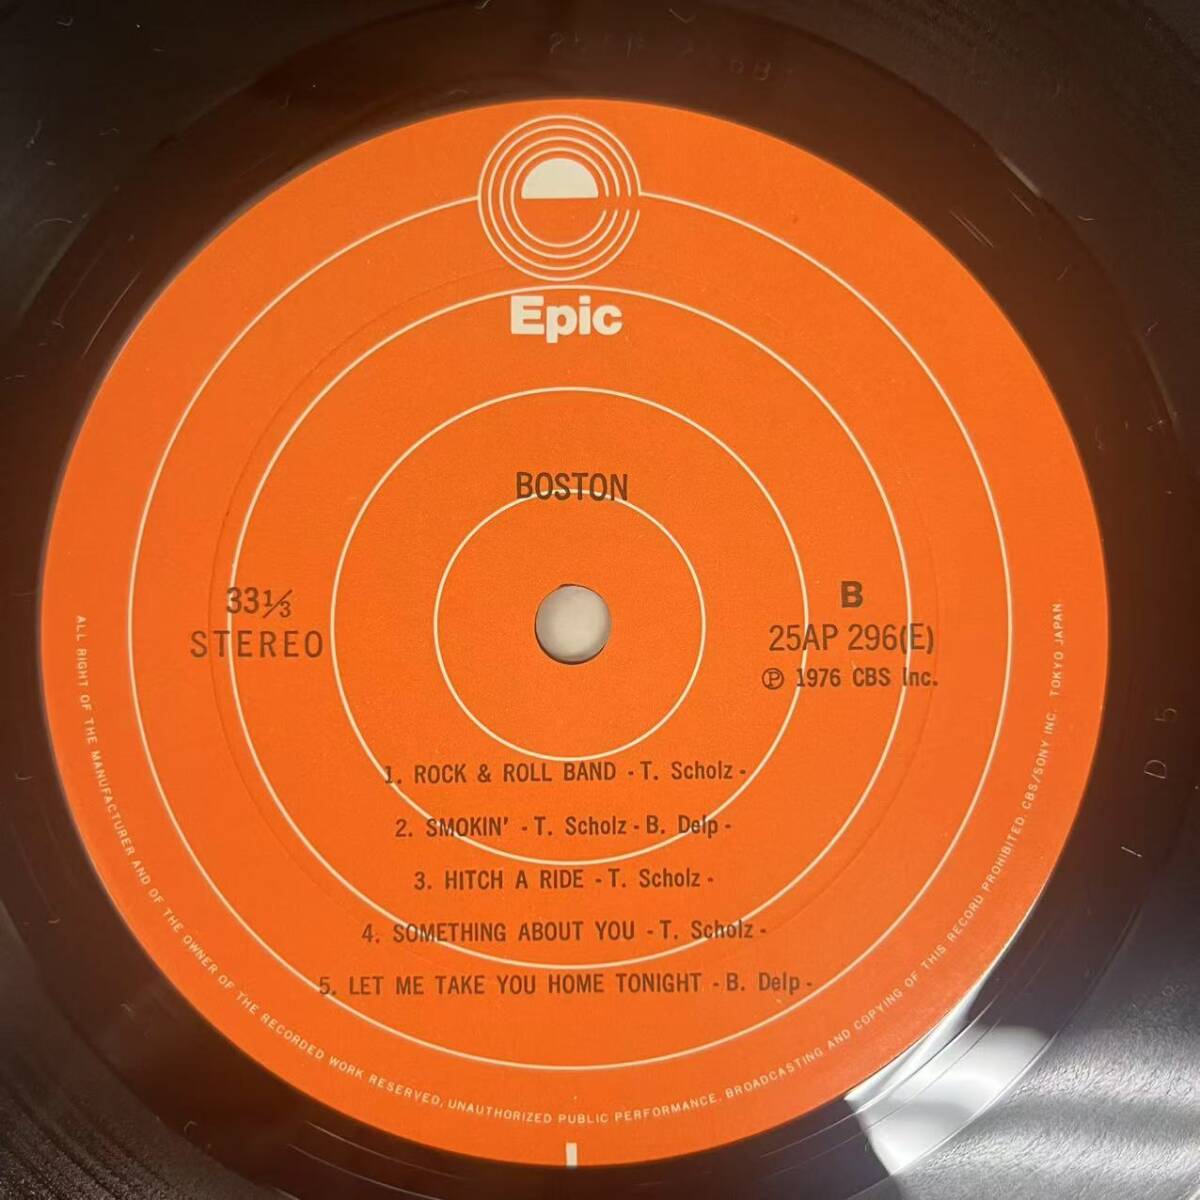 Epic
BOSTON
33⅓
STEREO
B
25AP 296(E)
Ⓟ 1976 CBS Inc.
1. ROCK & ROLL BAND - T. Scholz -
2. SMOKIN' - T. Scholz - B. Delp -
3. HITCH A RIDE - T. Scholz -
4. SOMETHING ABOUT YOU - T. Scholz -
5. LET ME TAKE YOU HOME TONIGHT - B. Delp -
ALL RIGHT OF THE MANUFACTURER AND OF THE OWNER OF THE RECORDED WORK RESERVED, UNAUTHORIZED PUBLIC PERFORMANCE, BROADCASTING AND COPYING OF THIS RECORD PROHIBITED. CBS/SONY INC. TOKYO JAPAN
1 D 5